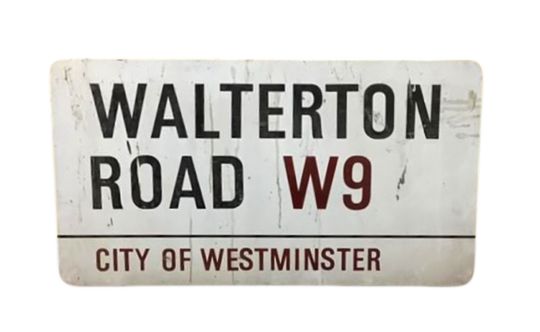 WALTERTON
ROAD W9
CITY OF WESTMINSTER